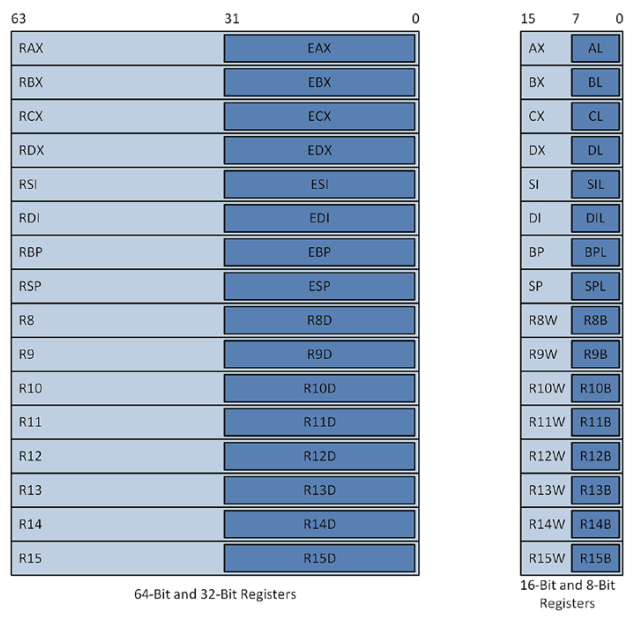 63 31 0 15 7 0
RAX EAX AX AL
RBX EBX BX BL
RCX ECX CX CL
RDX EDX DX DL
RSI ESI SI SIL
RDI EDI DI DIL
RBP EBP BP BPL
RSP ESP SP SPL
R8 R8D R8W R8B
R9 R9D R9W R9B
R10 R10D R10W R10B
R11 R11D R11W R11B
R12 R12D R12W R12B
R13 R13D R13W R13B
R14 R14D R14W R14B
R15 R15D R15W R15B
64-Bit and 32-Bit Registers
16-Bit and 8-Bit
Registers